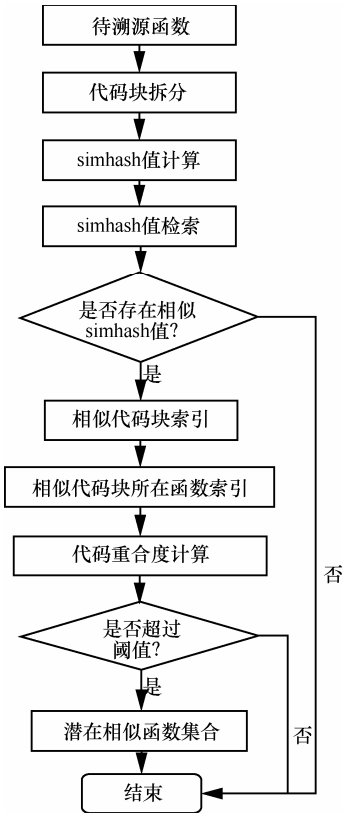 待溯源函数
代码块拆分
simhash值计算
simhash值检索
是否存在相似
simhash值?
是
相似代码块索引
相似代码块所在函数索引
代码重合度计算
否
是否超过
阈值?
是
否
潜在相似函数集合
结束